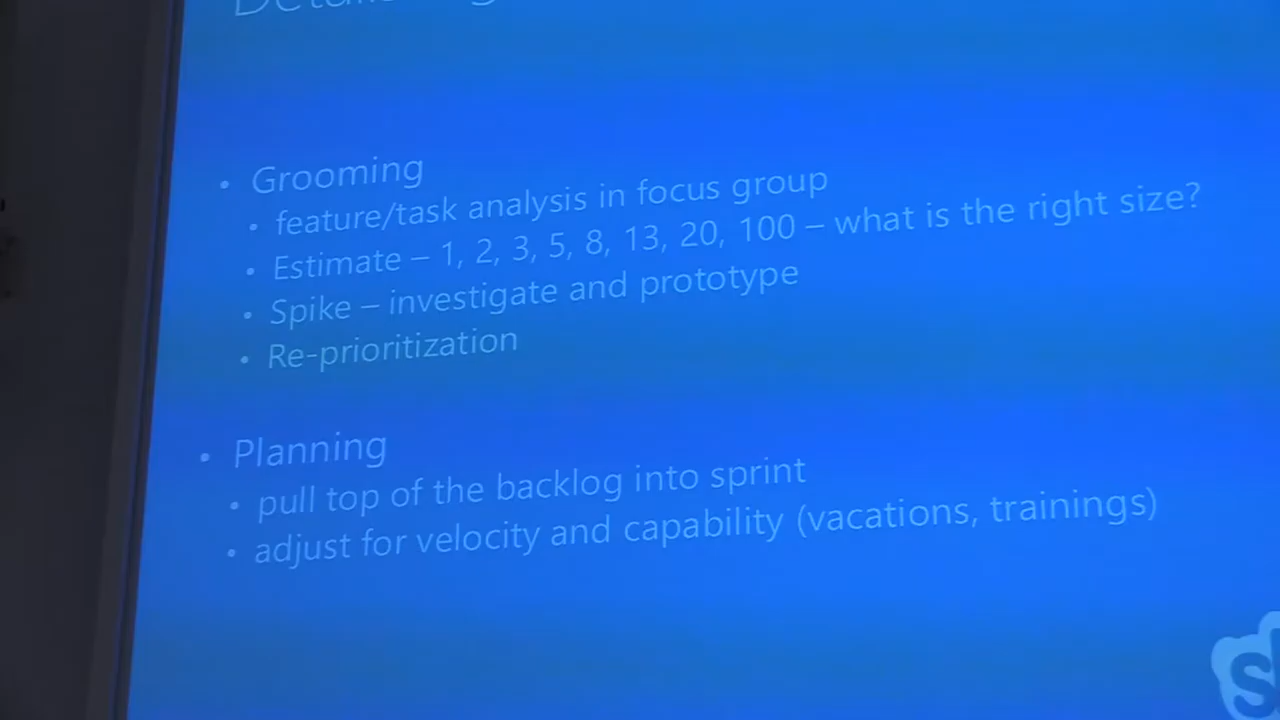 • Grooming
• feature/task analysis in focus group
• Estimate – 1, 2, 3, 5, 8, 13, 20, 100 – what is the right size?
• Spike – investigate and prototype
• Re-prioritization
• Planning
• pull top of the backlog into sprint
• adjust for velocity and capability (vacations, trainings)